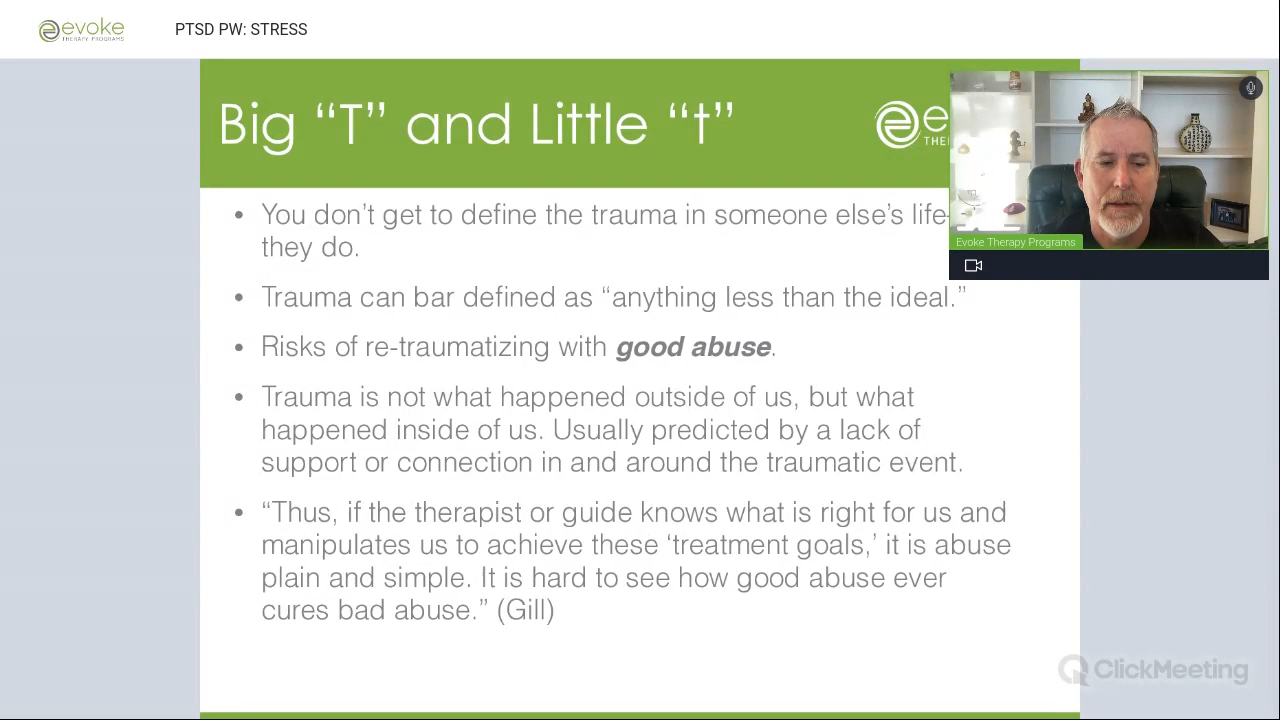 evoke
THERAPY PROGRAMS
PTSD PW: STRESS
Big “T” and Little “t”
e
THE
• You don’t get to define the trauma in someone else’s life-
they do.
• Trauma can bar defined as “anything less than the ideal.”
• Risks of re-traumatizing with good abuse.
• Trauma is not what happened outside of us, but what
happened inside of us. Usually predicted by a lack of
support or connection in and around the traumatic event.
• “Thus, if the therapist or guide knows what is right for us and
manipulates us to achieve these ‘treatment goals,’ it is abuse
plain and simple. It is hard to see how good abuse ever
cures bad abuse.” (Gill)
Evoke Therapy Programs
ClickMeeting